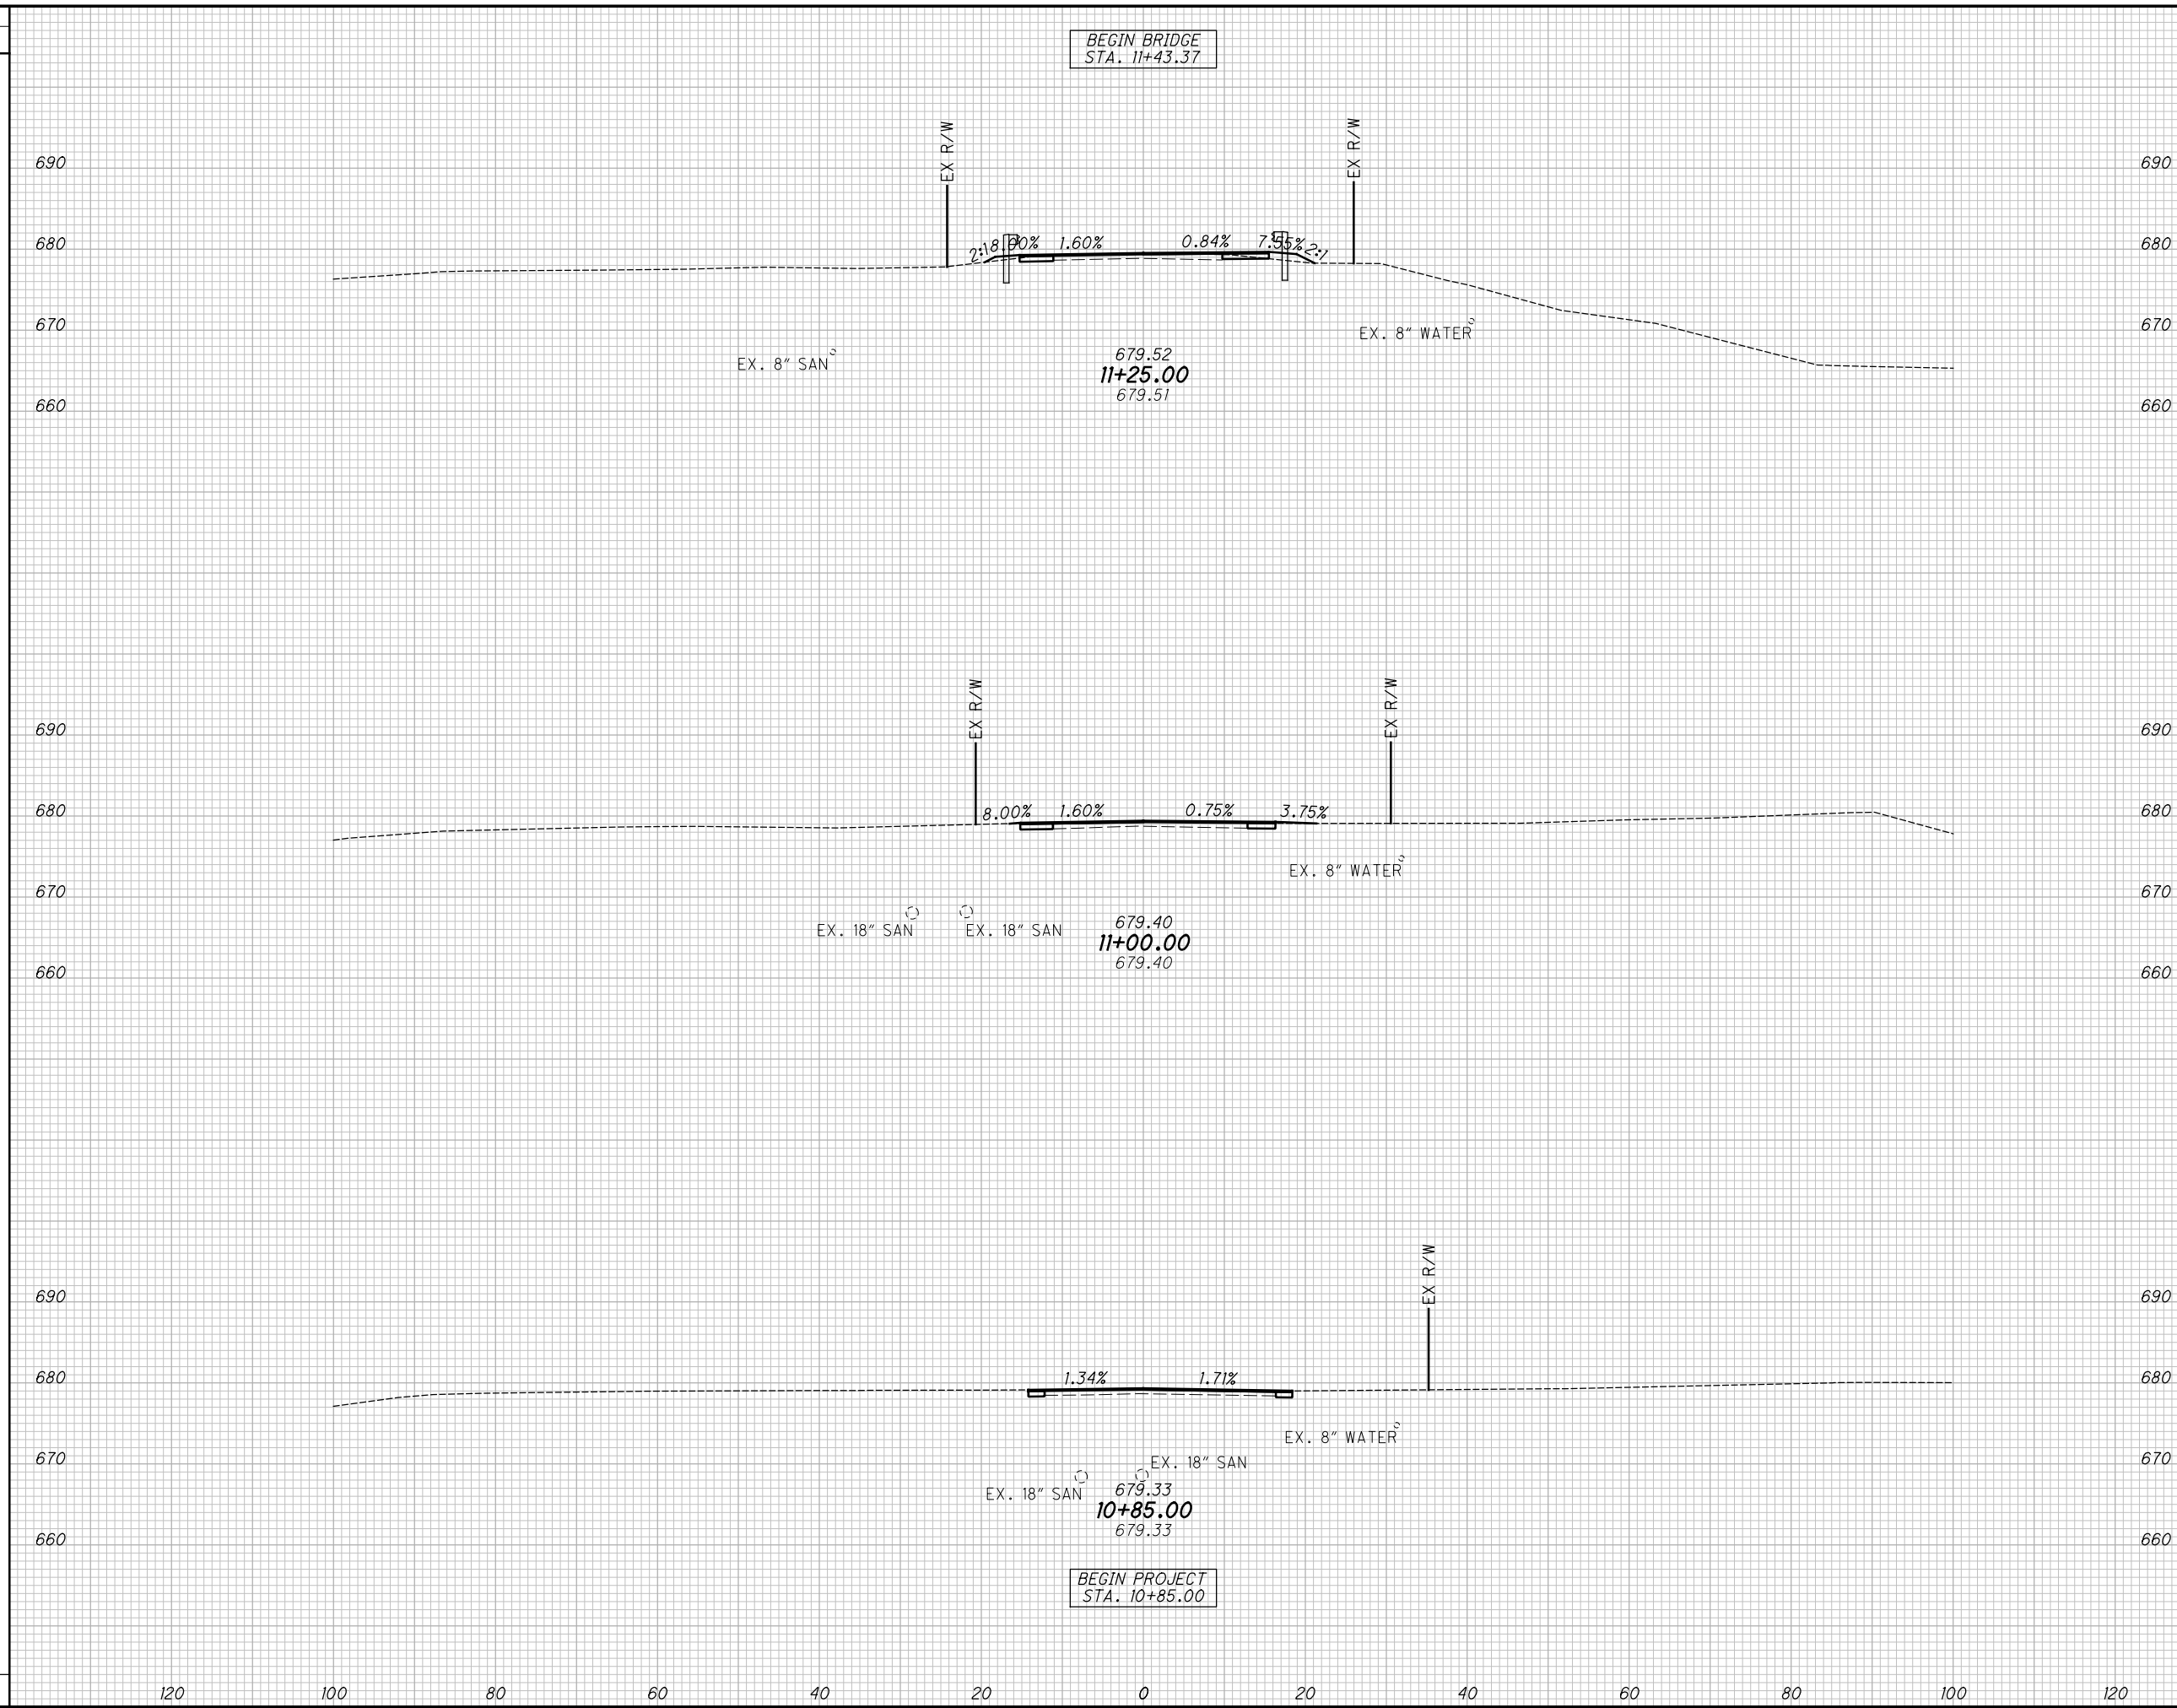 BEGIN BRIDGE
STA. 11+43.37
EX R/W
EX R/W
690
690
680
2:1
8.00%
1.60%
0.84%
7.55%
2:1
680
670
EX. 8" WATER
670
EX. 8" SAN
679.52
11+25.00
679.51
660
660
EX R/W
EX R/W
690
690
680
8.00%
1.60%
0.75%
3.75%
680
670
EX. 8" WATER
670
EX. 18" SAN
EX. 18" SAN
679.40
11+00.00
679.40
660
660
EX R/W
690
690
680
1.34%
1.71%
680
EX. 8" WATER
670
EX. 18" SAN
670
EX. 18" SAN
679.33
10+85.00
679.33
660
660
BEGIN PROJECT
STA. 10+85.00
120 100 80 60 40 20 0 20 40 60 80 100 120